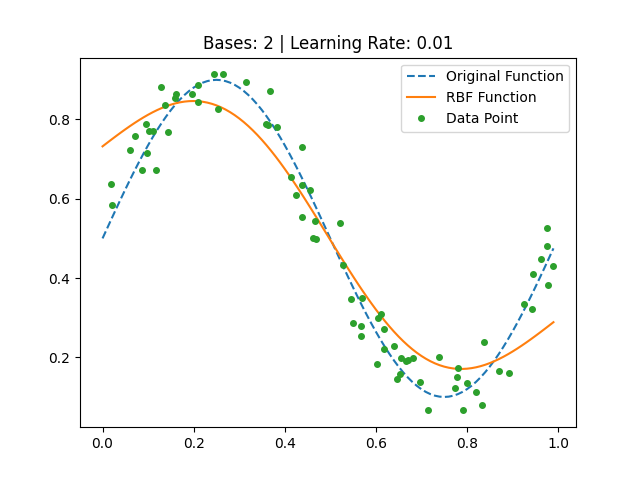 Bases: 2 | Learning Rate: 0.01
Original Function
RBF Function
Data Point
0.8
0.6
0.4
0.2
0.0 0.2 0.4 0.6 0.8 1.0